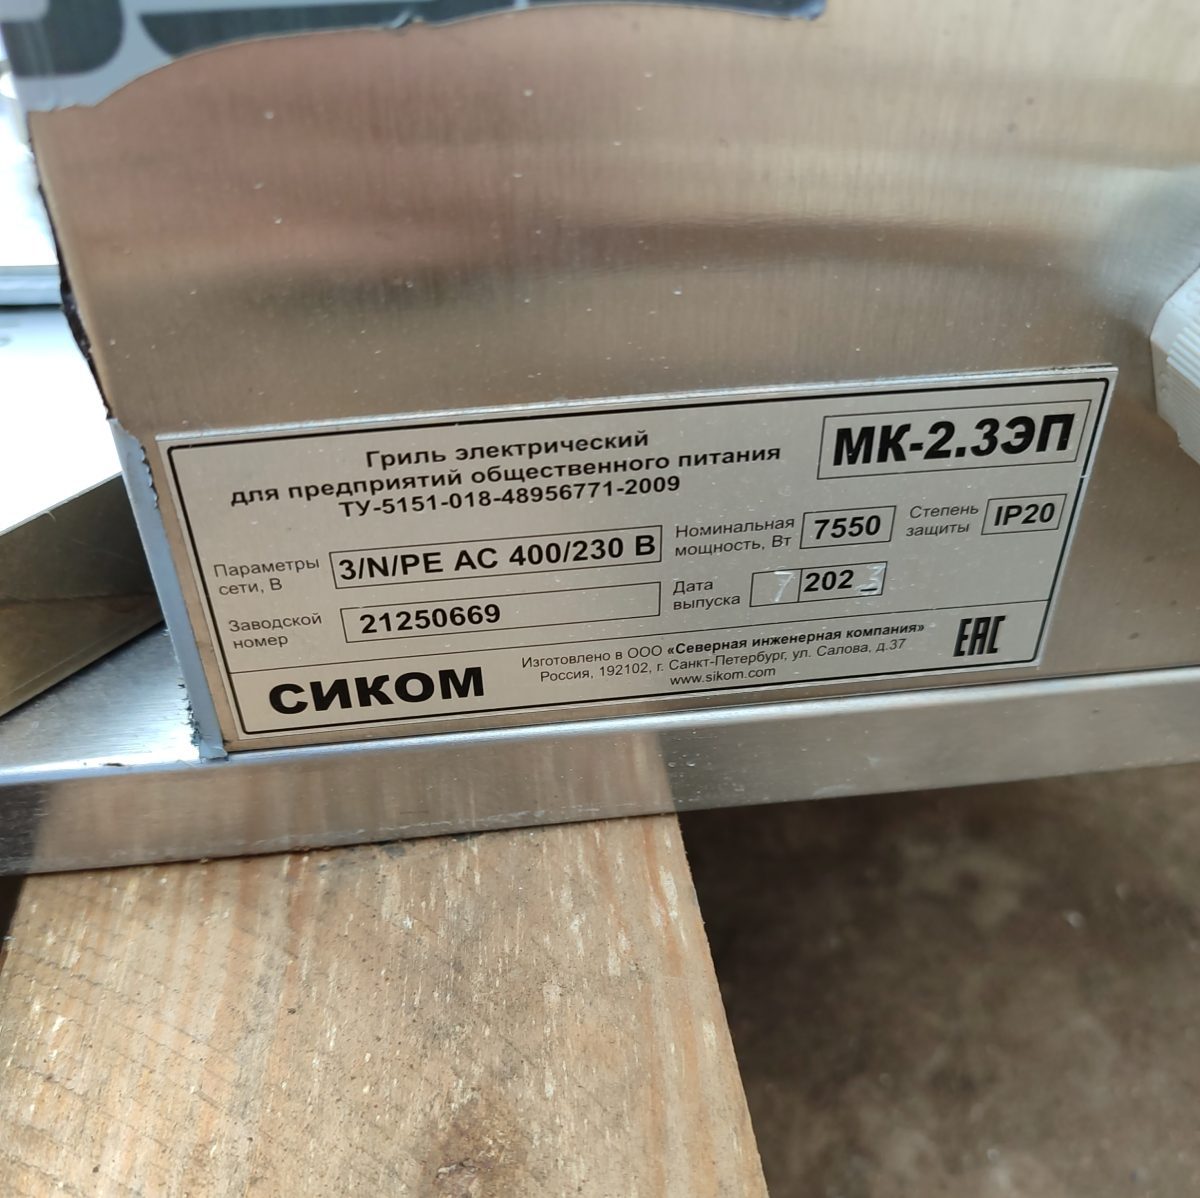 Гриль электрический
для предприятий общественного питания
ТУ-5151-018-48956771-2009
МК-2.3ЭП
Параметры
сети, В
3/N/PE AC 400/230 В
Номинальная
мощность, Вт
7550
Степень
защиты
IP20
Заводской
номер
21250669
Дата
выпуска
7 2023
СИКОМ
Изготовлено в ООО «Северная инженерная компания»
Россия, 192102, г. Санкт-Петербург, ул. Салова, д.37
www.sikom.com
EAC